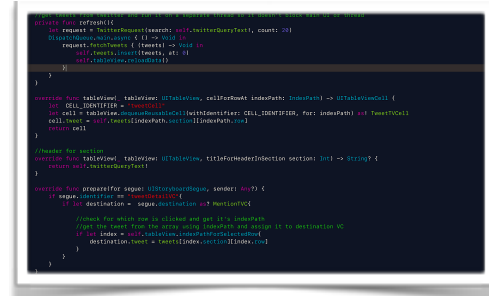 //get tweets from twitter and run it on a separate thread so it doesn't block main UI so though
private func refresh(){
let request = TwitterRequest(search: self.twitterQueryText!, count: 30)
DispatchQueue.main.async { () -> Void in
request.fetchTweets { (tweets) -> Void in
self.tweets.insert(tweets, at: 0)
self.tableView.reloadData()
}
}
}
override func tableView(_ tableView: UITableView, cellForRowAt indexPath: IndexPath) -> UITableViewCell {
let CELL_IDENTIFIER = "tweetCell"
let cell = tableView.dequeueReusableCell(withIdentifier: CELL_IDENTIFIER, for: indexPath) as! TweetTVCell
cell.tweet = self.tweets[indexPath.section][indexPath.row]
return cell
}
//header for section
override func tableView(_ tableView: UITableView, titleForHeaderInSection section: Int) -> String? {
return self.twitterQueryText!
}
override func prepare(for segue: UIStoryboardSegue, sender: Any?) {
if segue.identifier == "tweetDetailVC"{
if let destination = segue.destination as? MentionTVC{
//check for which row is clicked and get it's indexPath
//get the tweet from the array using indexPath and assign it to destination VC
if let index = self.tableView.indexPathForSelectedRow{
destination.tweet = tweets[index.section][index.row]
}
}
}
}